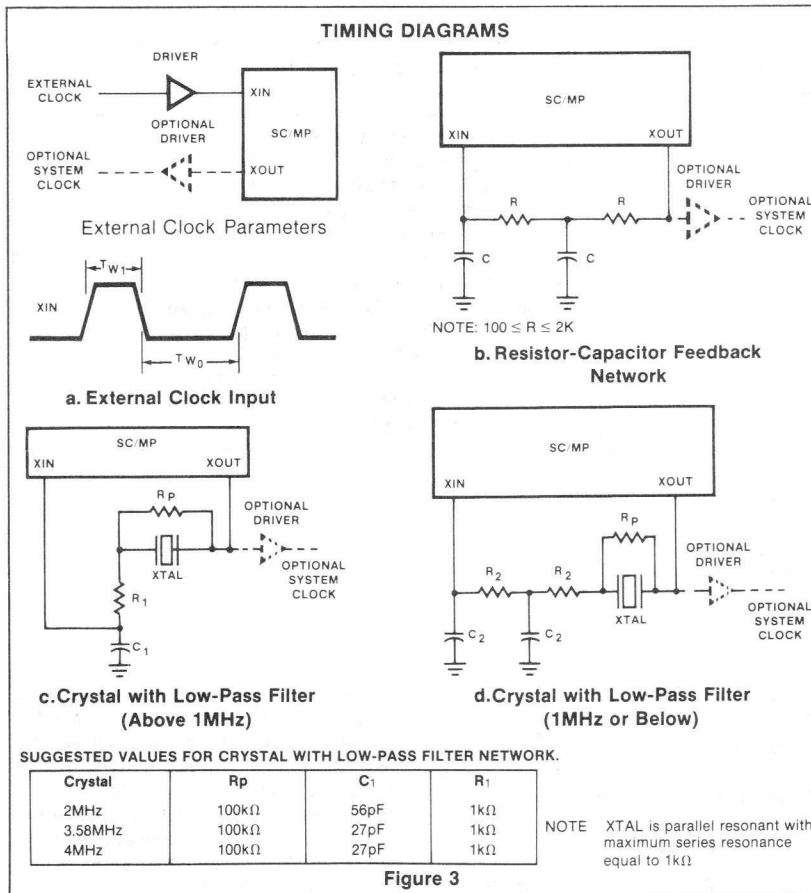 TIMING DIAGRAMS
DRIVER
EXTERNAL
CLOCK
XIN
OPTIONAL
DRIVER
SC/MP
OPTIONAL
SYSTEM
CLOCK
XOUT
External Clock Parameters
TW1
XIN
TW0
a. External Clock Input
SC/MP
XIN
XOUT
OPTIONAL
DRIVER
R
R
OPTIONAL
SYSTEM
CLOCK
C
C
NOTE: 100 ≤ R ≤ 2K
b. Resistor-Capacitor Feedback
Network
SC/MP
XIN
XOUT
Rp
OPTIONAL
DRIVER
XTAL
OPTIONAL
SYSTEM
CLOCK
R1
C1
c. Crystal with Low-Pass Filter
(Above 1MHz)
SC/MP
XIN
XOUT
Rp
OPTIONAL
DRIVER
R2
R2
XTAL
OPTIONAL
SYSTEM
CLOCK
C2
C2
d. Crystal with Low-Pass Filter
(1MHz or Below)
SUGGESTED VALUES FOR CRYSTAL WITH LOW-PASS FILTER NETWORK.
Crystal Rp C1 R1
2MHz 100kΩ 56pF 1kΩ
3.58MHz 100kΩ 27pF 1kΩ
4MHz 100kΩ 27pF 1kΩ
NOTE XTAL is parallel resonant with
maximum series resonance
equal to 1kΩ
Figure 3